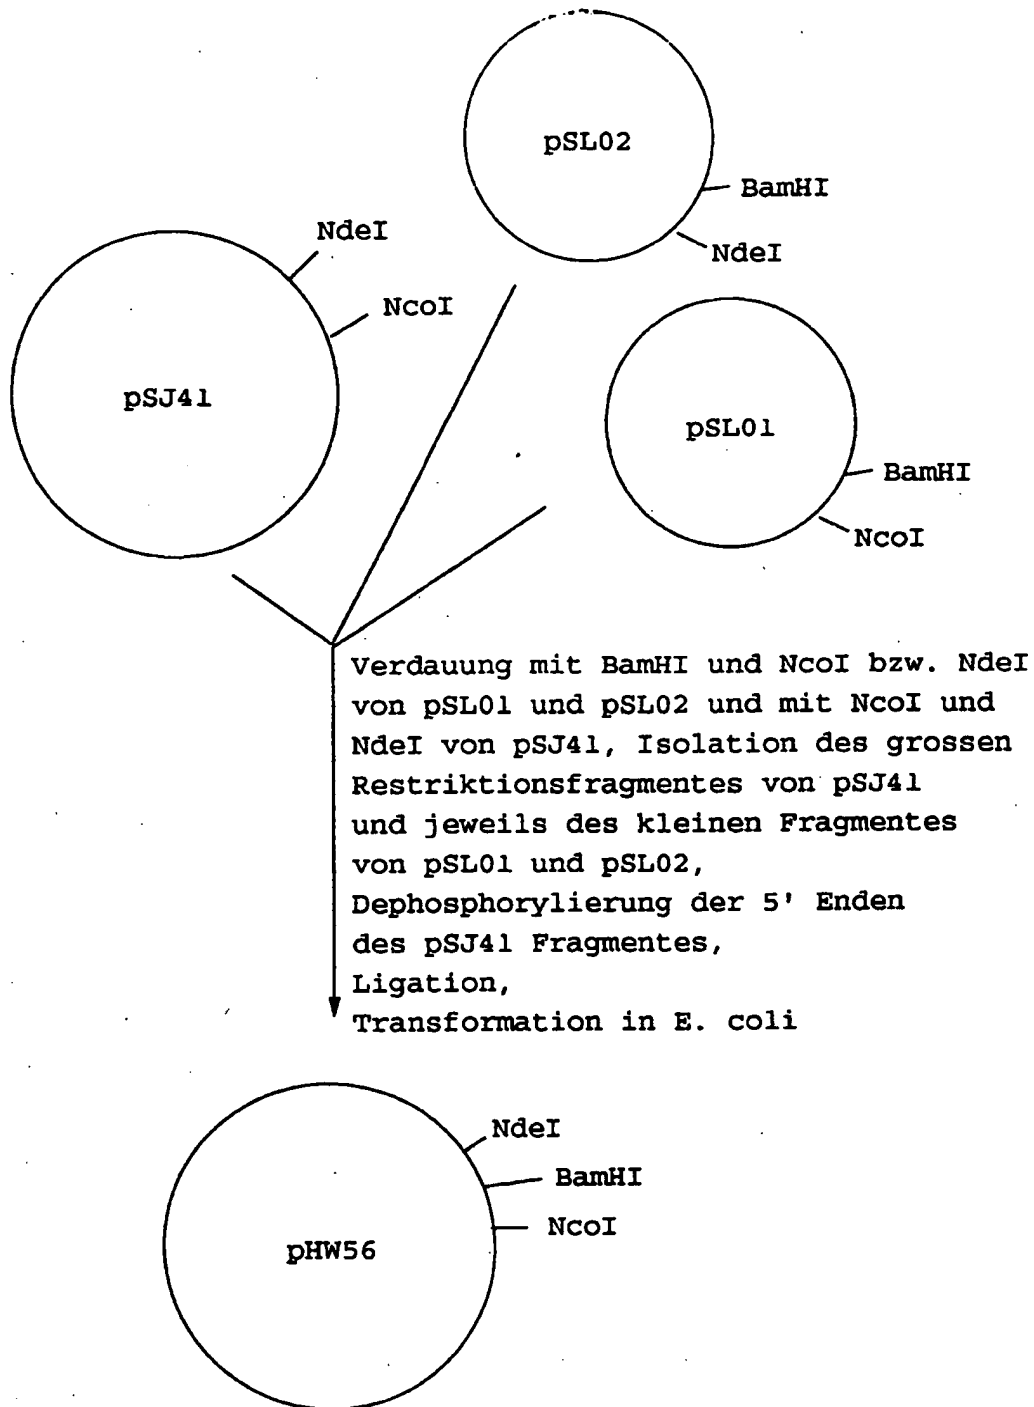 pSL02
BamHI
NdeI
NdeI
NcoI
pSJ41
pSL01
BamHI
NcoI
Verdauung mit BamHI und NcoI bzw. NdeI
von pSL01 und pSL02 und mit NcoI und
NdeI von pSJ41, Isolation des grossen
Restriktionsfragmentes von pSJ41
und jeweils des kleinen Fragmentes
von pSL01 und pSL02,
Dephosphorylierung der 5' Enden
des pSJ41 Fragmentes,
Ligation,
Transformation in E. coli
NdeI
BamHI
NcoI
pHW56